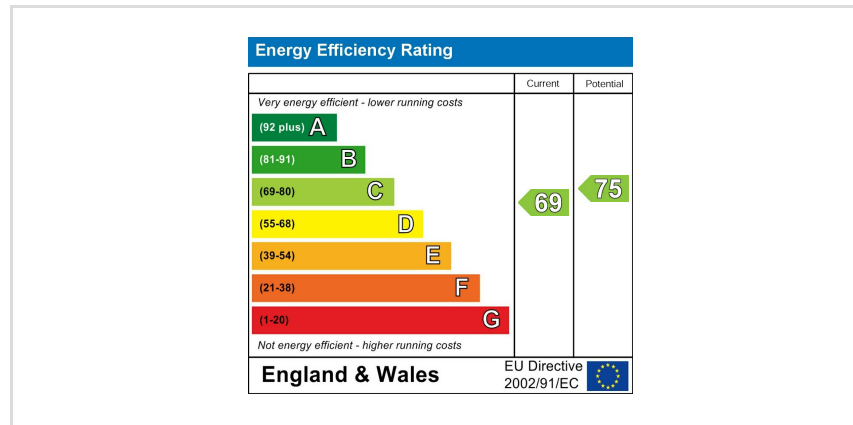 Energy Efficiency Rating
Current Potential
Very energy efficient - lower running costs
(92 plus) A
(81-91) B
(69-80) C
69 75
(55-68) D
(39-54) E
(21-38) F
(1-20) G
Not energy efficient - higher running costs
England & Wales
EU Directive
2002/91/EC